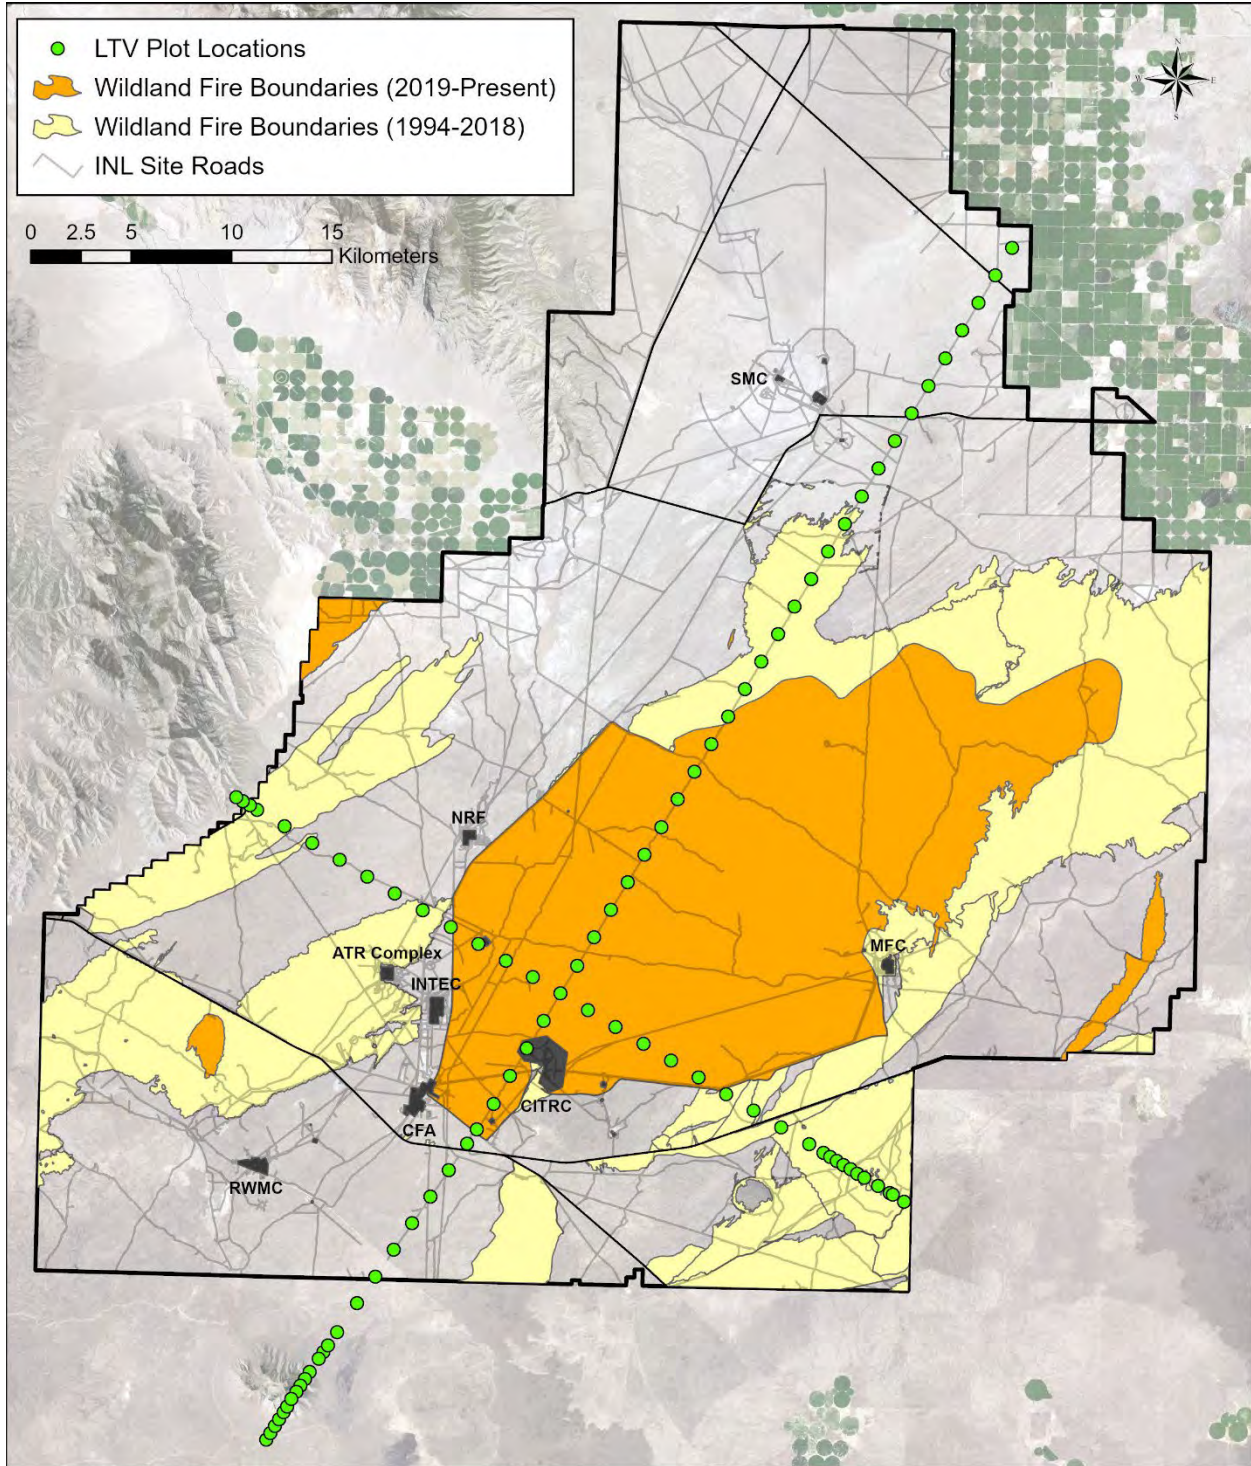 LTV Plot Locations
Wildland Fire Boundaries (2019-Present)
Wildland Fire Boundaries (1994-2018)
INL Site Roads
0 2.5 5 10 15
Kilometers
N
W E
S
SMC
NRF
ATR Complex
INTEC
MFC
CITRC
CFA
RWMC